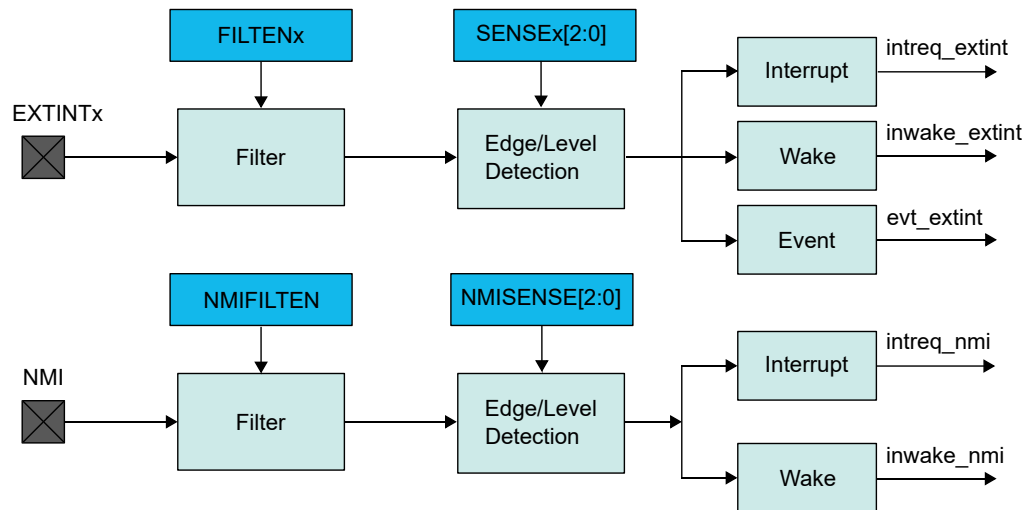 FILTENx
SENSEx[2:0]
intreq_extint
Interrupt
EXTINTx
inwake_extint
Filter
Edge/Level
Detection
Wake
evt_extint
Event
NMIFILTEN
NMISENSE[2:0]
intreq_nmi
Interrupt
NMI
Filter
Edge/Level
Detection
inwake_nmi
Wake